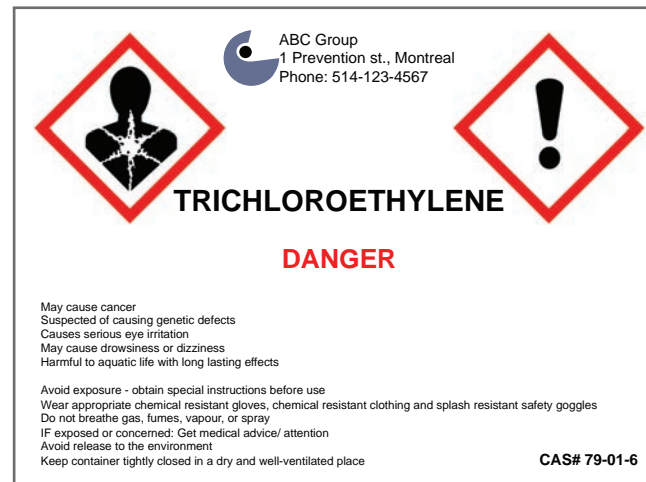 ABC Group
1 Prevention st., Montreal
Phone: 514-123-4567
TRICHLOROETHYLENE
DANGER
May cause cancer
Suspected of causing genetic defects
Causes serious eye irritation
May cause drowsiness or dizziness
Harmful to aquatic life with long lasting effects
Avoid exposure - obtain special instructions before use
Wear appropriate chemical resistant gloves, chemical resistant clothing and splash resistant safety goggles
Do not breathe gas, fumes, vapour, or spray
IF exposed or concerned: Get medical advice/ attention
Avoid release to the environment
Keep container tightly closed in a dry and well-ventilated place
CAS# 79-01-6